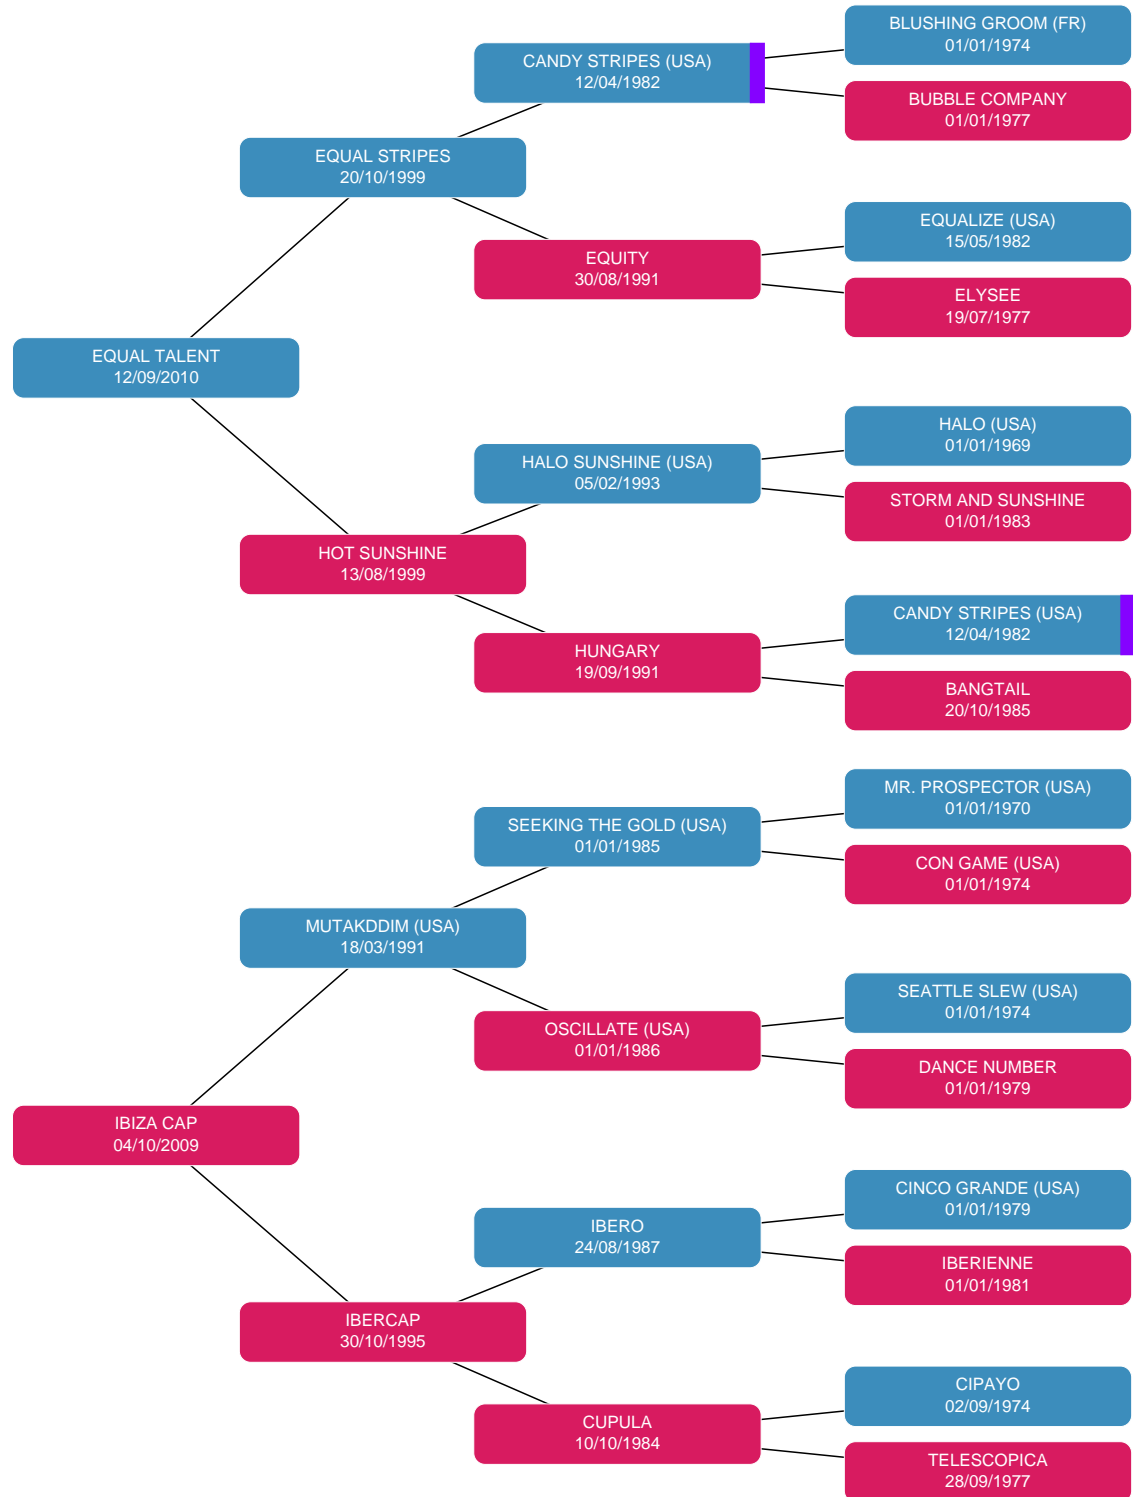 BLUSHING GROOM (FR)
01/01/1974
CANDY STRIPES (USA)
12/04/1982
BUBBLE COMPANY
01/01/1977
EQUAL STRIPES
20/10/1999
EQUALIZE (USA)
15/05/1982
EQUITY
30/08/1991
ELYSEE
19/07/1977
EQUAL TALENT
12/09/2010
HALO (USA)
01/01/1969
HALO SUNSHINE (USA)
05/02/1993
STORM AND SUNSHINE
01/01/1983
HOT SUNSHINE
13/08/1999
CANDY STRIPES (USA)
12/04/1982
HUNGARY
19/09/1991
BANGTAIL
20/10/1985
MR. PROSPECTOR (USA)
01/01/1970
SEEKING THE GOLD (USA)
01/01/1985
CON GAME (USA)
01/01/1974
MUTAKDDIM (USA)
18/03/1991
SEATTLE SLEW (USA)
01/01/1974
OSCILLATE (USA)
01/01/1986
DANCE NUMBER
01/01/1979
IBIZA CAP
04/10/2009
CINCO GRANDE (USA)
01/01/1979
IBERO
24/08/1987
IBERIENNE
01/01/1981
IBERCAP
30/10/1995
CIPAYO
02/09/1974
CUPULA
10/10/1984
TELESCOPICA
28/09/1977